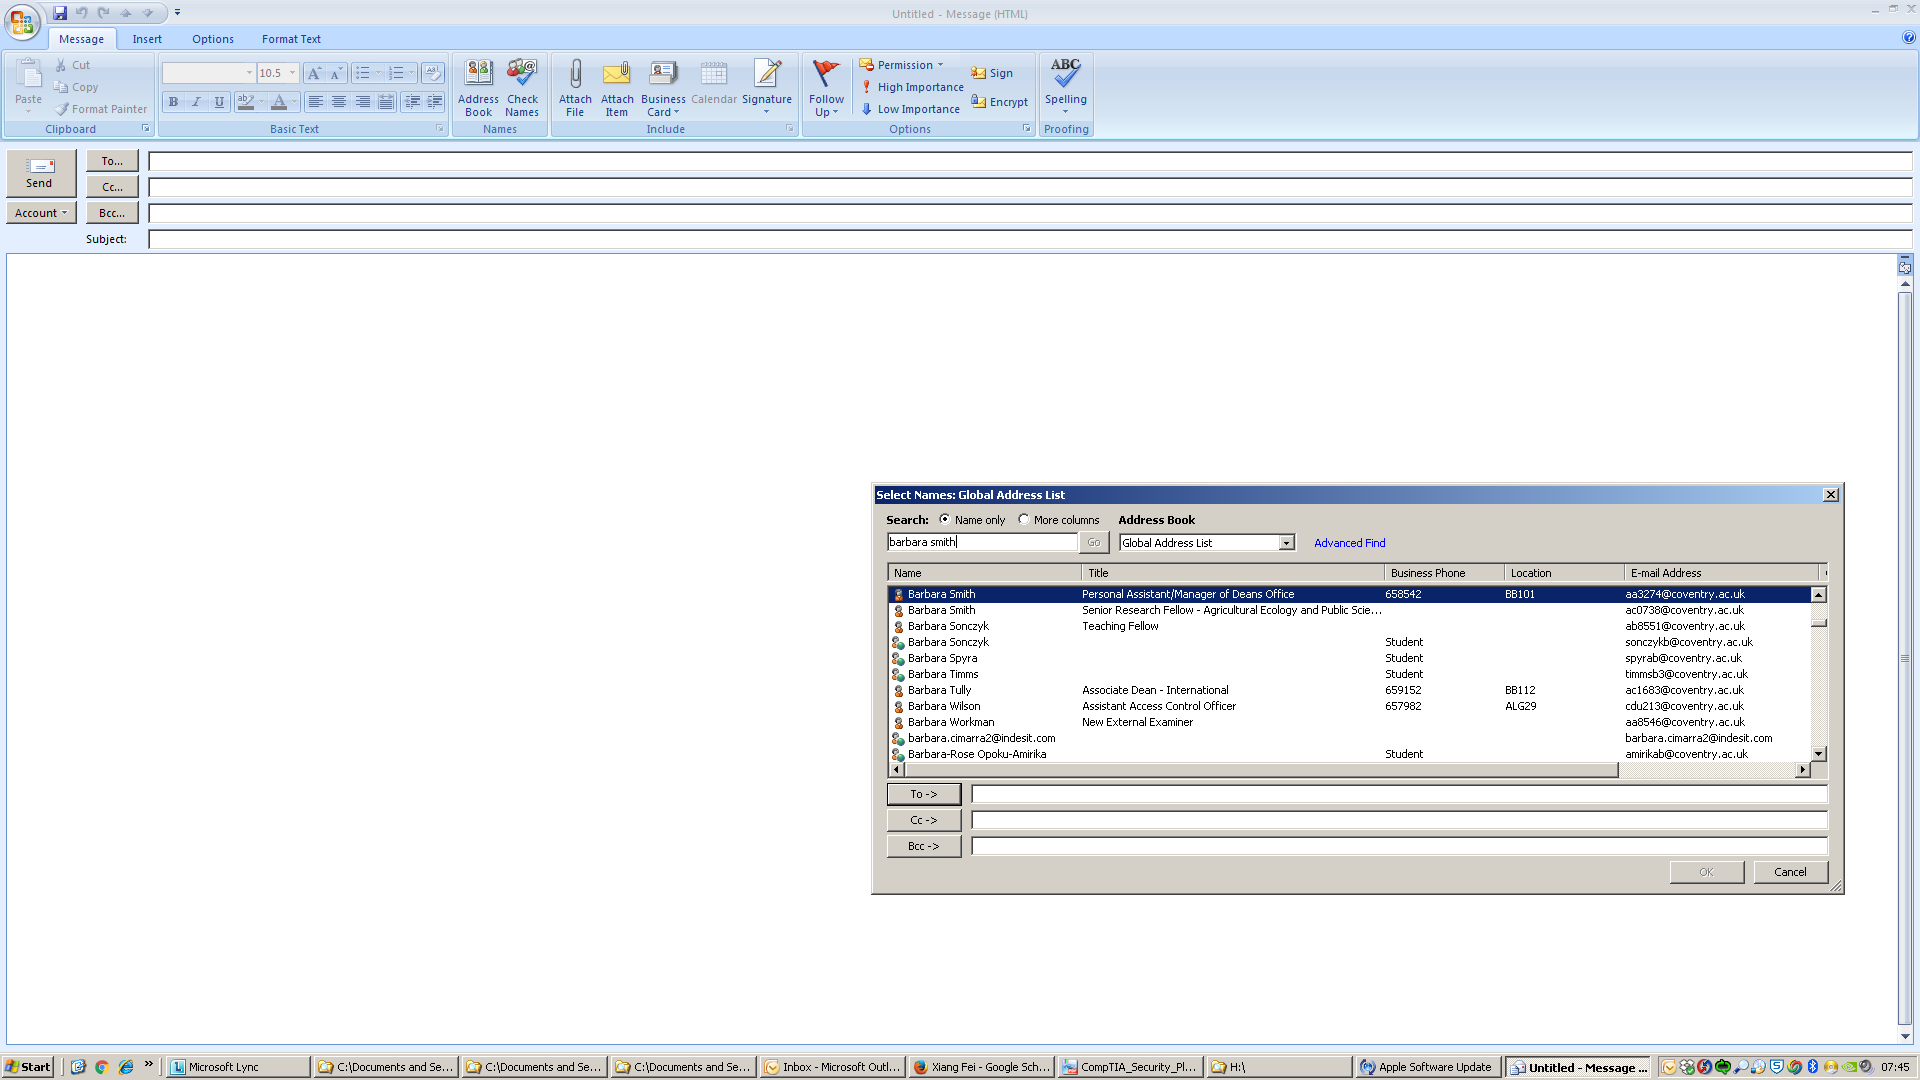 Untitled - Message (HTML)
Message Insert Options Format Text
Paste Cut Copy Format Painter
Clipboard
10.5
B I U ab A
Basic Text
Address Book Check Names
Names
Attach File Attach Item Business Card Calendar Signature
Include
Follow Up Permission High Importance Low Importance Sign Encrypt
Options
ABC Spelling
Proofing
Send
To...
Cc...
Account
Bcc...
Subject:
Select Names: Global Address List
Search: Name only More columns Address Book
barbara smith Go Global Address List Advanced Find
Name Title Business Phone Location E-mail Address
Barbara Smith Personal Assistant/Manager of Deans Office 658542 BB101 aa3274@coventry.ac.uk
Barbara Smith Senior Research Fellow - Agricultural Ecology and Public Scie... ac0738@coventry.ac.uk
Barbara Sonczyk Teaching Fellow ab8551@coventry.ac.uk
Barbara Sonczyk Student sonczykb@coventry.ac.uk
Barbara Spyra Student spyrab@coventry.ac.uk
Barbara Timms Student timmsb3@coventry.ac.uk
Barbara Tully Associate Dean - International 659152 BB112 ac1683@coventry.ac.uk
Barbara Wilson Assistant Access Control Officer 657982 ALG29 cdu213@coventry.ac.uk
Barbara Workman New External Examiner aa8546@coventry.ac.uk
barbara.cimarra2@indesit.com barbara.cimarra2@indesit.com
Barbara-Rose Opoku-Amirika Student amirikab@coventry.ac.uk
To ->
Cc ->
Bcc ->
OK Cancel
Start » Microsoft Lync C:\Documents and Se... C:\Documents and Se... C:\Documents and Se... Inbox - Microsoft Outl... Xiang Fei - Google Sch... CompTIA_Security_Pl... H:\ Apple Software Update Untitled - Message ... 07:45